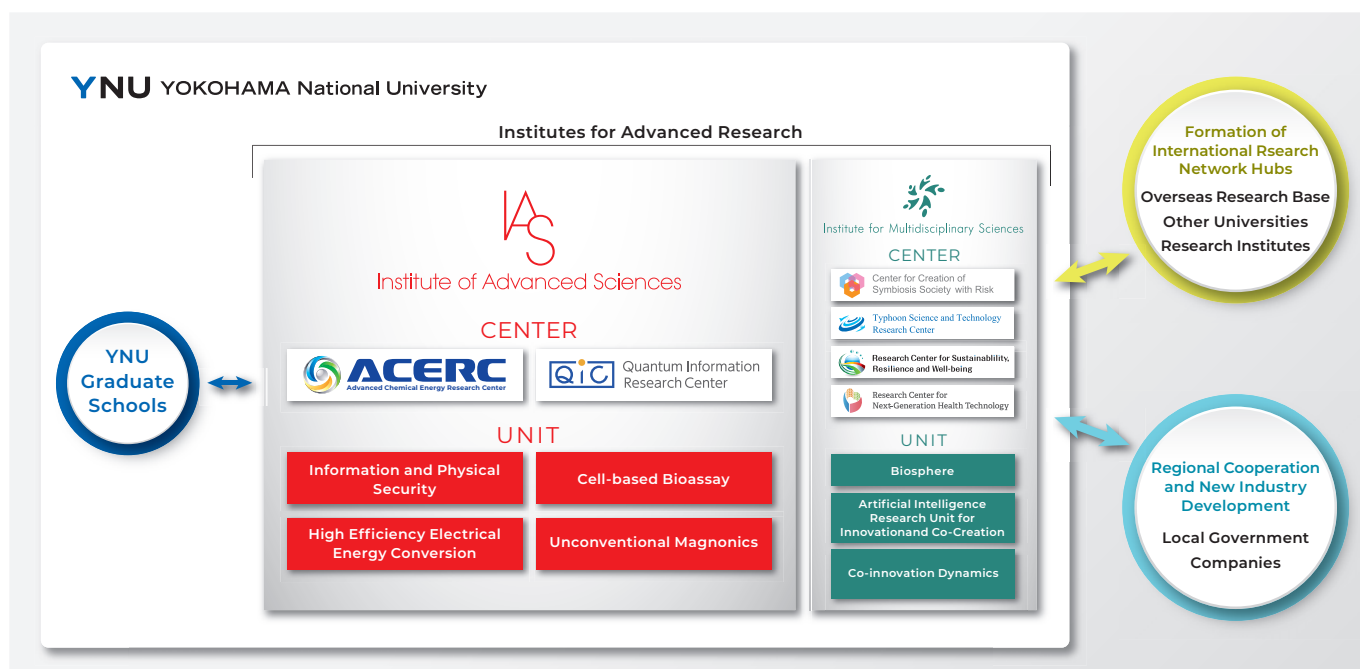 YNU YOKOHAMA National University
Institutes for Advanced Research
IAS
Institute of Advanced Sciences
CENTER
ACERC
Advanced Chemical Energy Research Center
QiC
Quantum Information
Research Center
UNIT
Information and Physical
Security
Cell-based Bioassay
High Efficiency Electrical
Energy Conversion
Unconventional Magnonics
Institute for Multidisciplinary Sciences
CENTER
Center for Creation of
Symbiosis Society with Risk
Typhoon Science and Technology
Research Center
Research Center for Sustainability,
Resilience and Well-being
Research Center for
Next-Generation Health Technology
UNIT
Biosphere
Artificial Intelligence
Research Unit for
Innovationand Co-Creation
Co-innovation Dynamics
YNU
Graduate
Schools
Formation of
International Rsearch
Network Hubs
Overseas Research Base
Other Universities
Research Institutes
Regional Cooperation
and New Industry
Development
Local Government
Companies